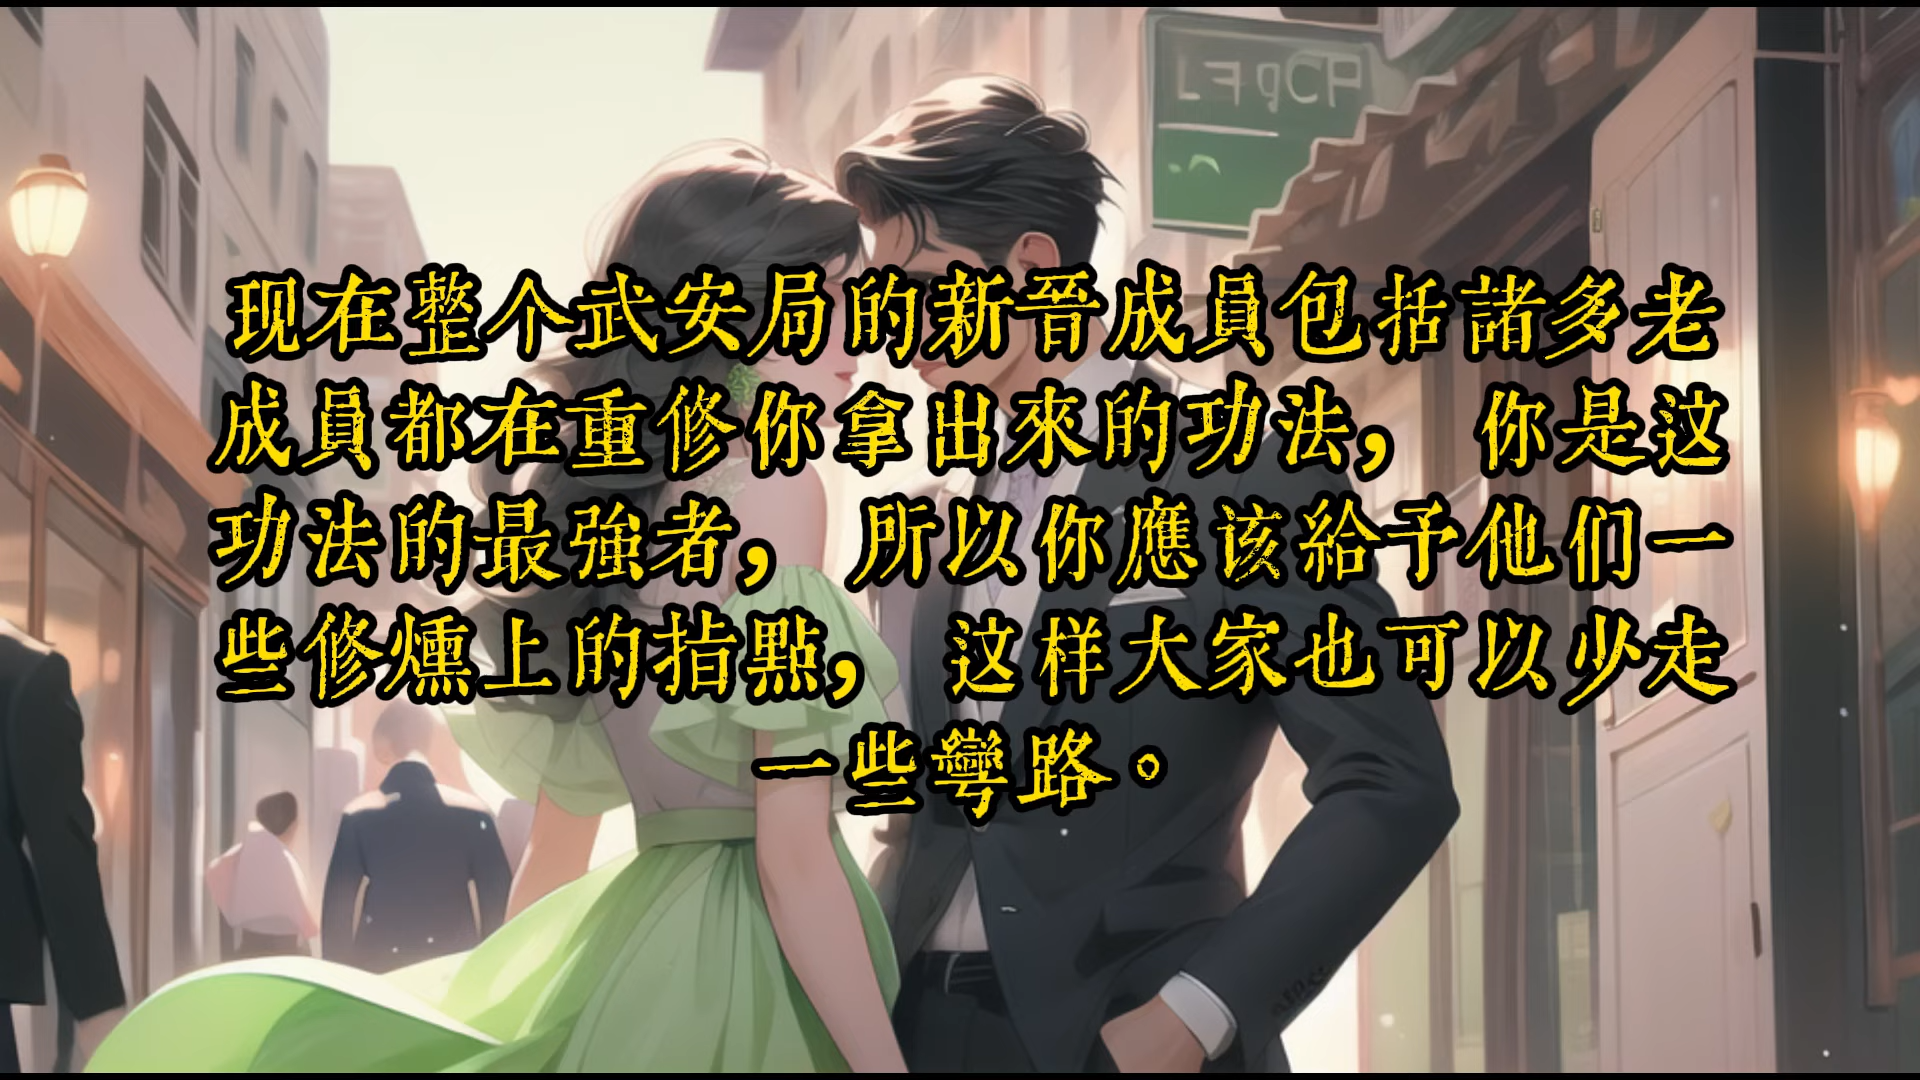 现在整个武安局的新晉成員包括諸多老
成員都在重修你拿出來的功法，你是这
功法的最強者，所以你應该給予他们一
些修燻上的指點，这样大家也可以少走
一些彎路。